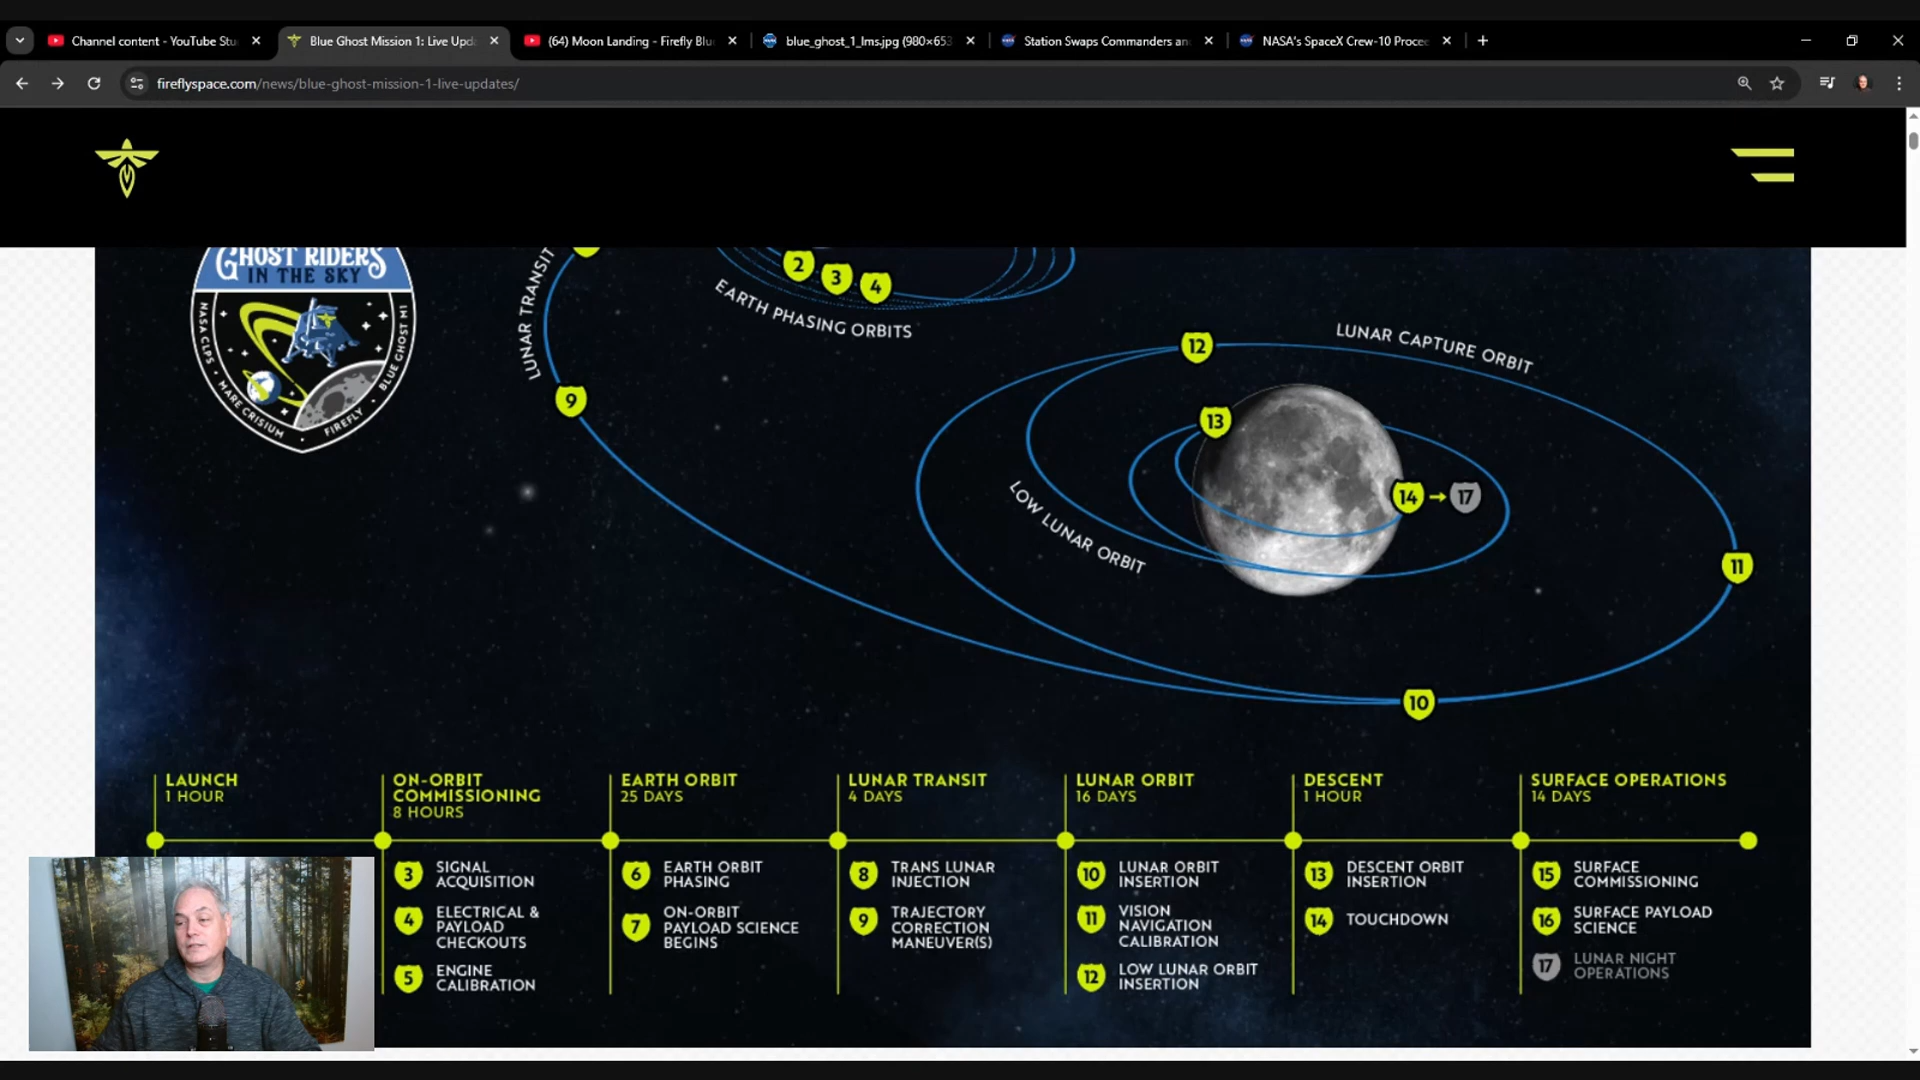 Channel content - YouTube Stu
Blue Ghost Mission 1: Live Upd
(64) Moon Landing - Firefly Blu
blue_ghost_1_lms.jpg (980×653
Station Swaps Commanders an
NASA's SpaceX Crew-10 Procee
fireflyspace.com/news/blue-ghost-mission-1-live-updates/
GHOST RIDERS
IN THE SKY
NASA CLPS • MARE CRISIUM • FIREFLY • BLUE GHOST M1
LUNAR TRANSIT
2
3
4
EARTH PHASING ORBITS
9
12
LUNAR CAPTURE ORBIT
13
14
17
LOW LUNAR ORBIT
11
10
LAUNCH
1 HOUR
ON-ORBIT
COMMISSIONING
8 HOURS
3 SIGNAL
ACQUISITION
4 ELECTRICAL &
PAYLOAD
CHECKOUTS
5 ENGINE
CALIBRATION
EARTH ORBIT
25 DAYS
6 EARTH ORBIT
PHASING
7 ON-ORBIT
PAYLOAD SCIENCE
BEGINS
LUNAR TRANSIT
4 DAYS
8 TRANS LUNAR
INJECTION
9 TRAJECTORY
CORRECTION
MANEUVER(S)
LUNAR ORBIT
16 DAYS
10 LUNAR ORBIT
INSERTION
11 VISION
NAVIGATION
CALIBRATION
12 LOW LUNAR ORBIT
INSERTION
DESCENT
1 HOUR
13 DESCENT ORBIT
INSERTION
14 TOUCHDOWN
SURFACE OPERATIONS
14 DAYS
15 SURFACE
COMMISSIONING
16 SURFACE PAYLOAD
SCIENCE
17 LUNAR NIGHT
OPERATIONS